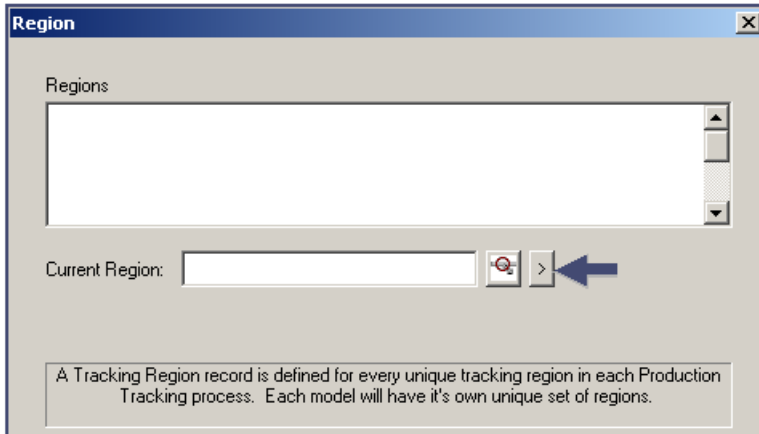 Region
Regions
Current Region:
>
A Tracking Region record is defined for every unique tracking region in each Production
Tracking process. Each model will have it's own unique set of regions.